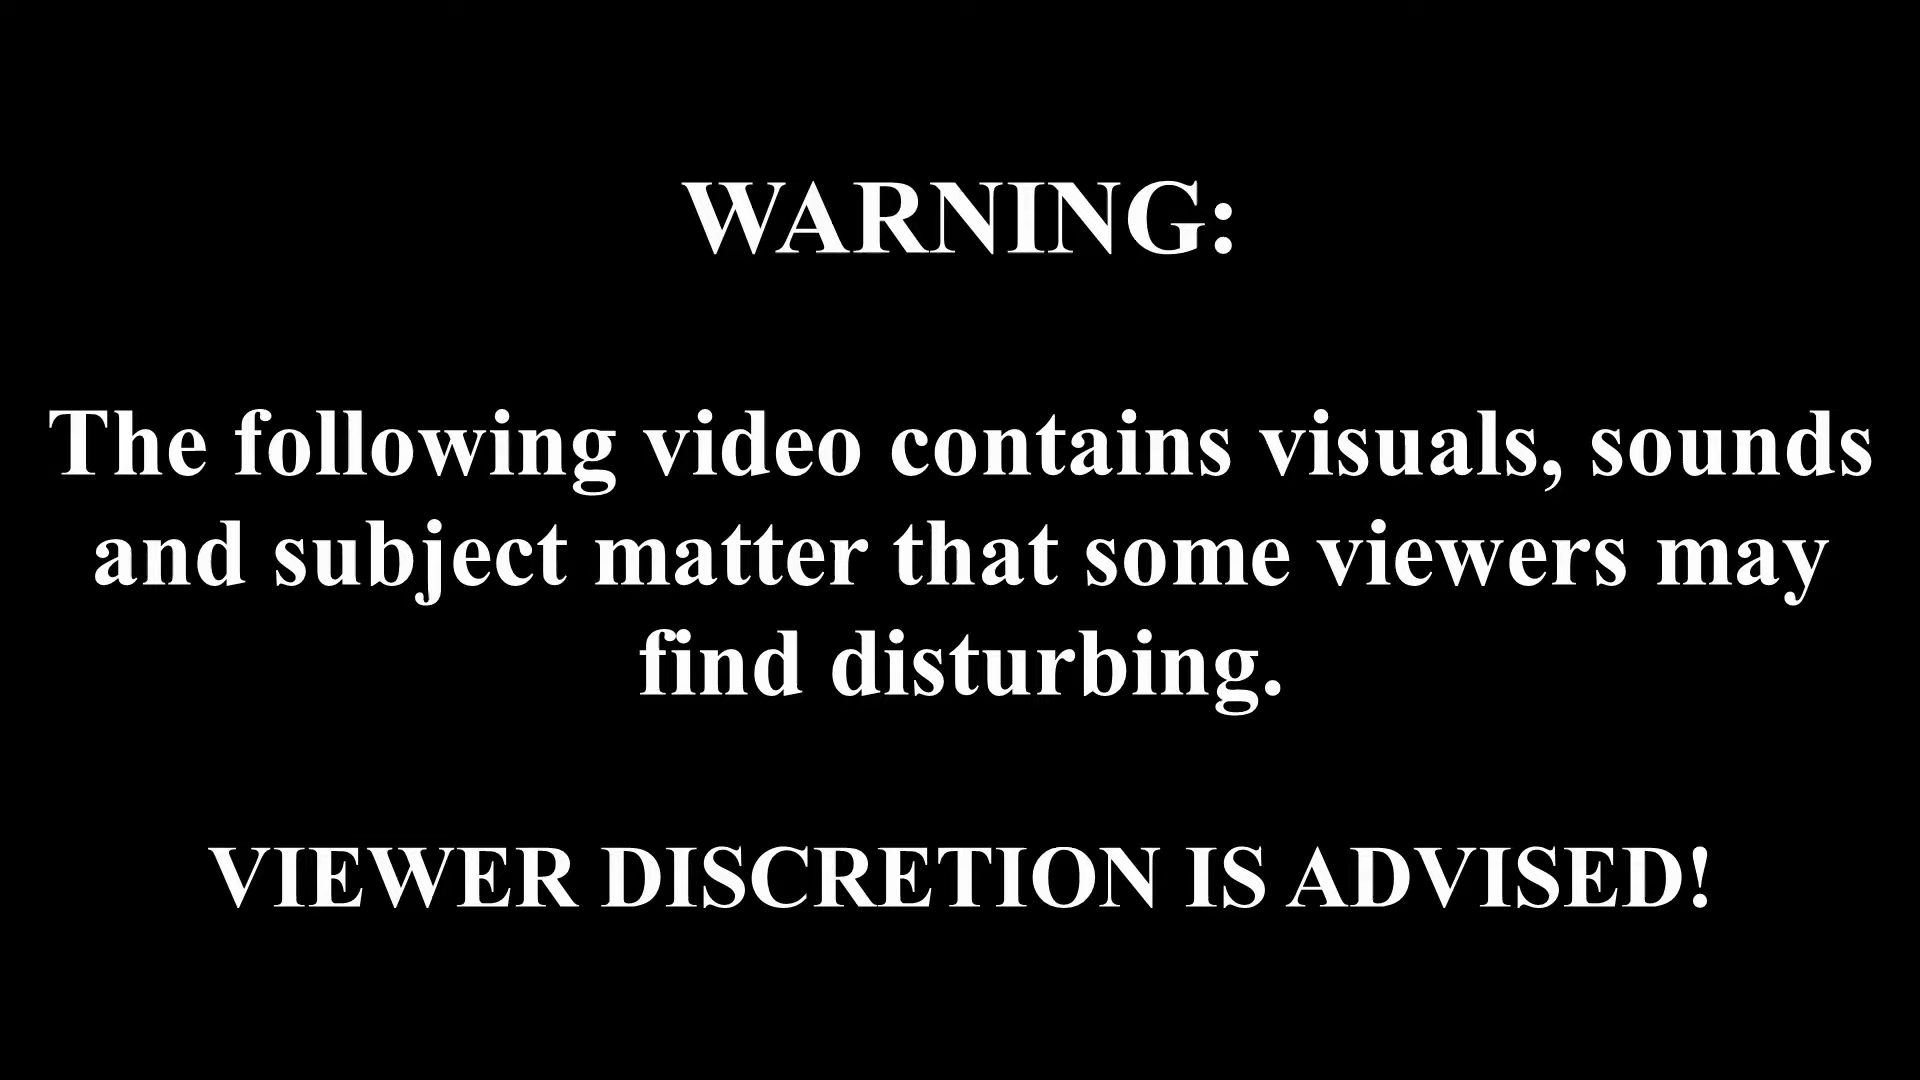 WARNING:
The following video contains visuals, sounds
and subject matter that some viewers may
find disturbing.
VIEWER DISCRETION IS ADVISED!